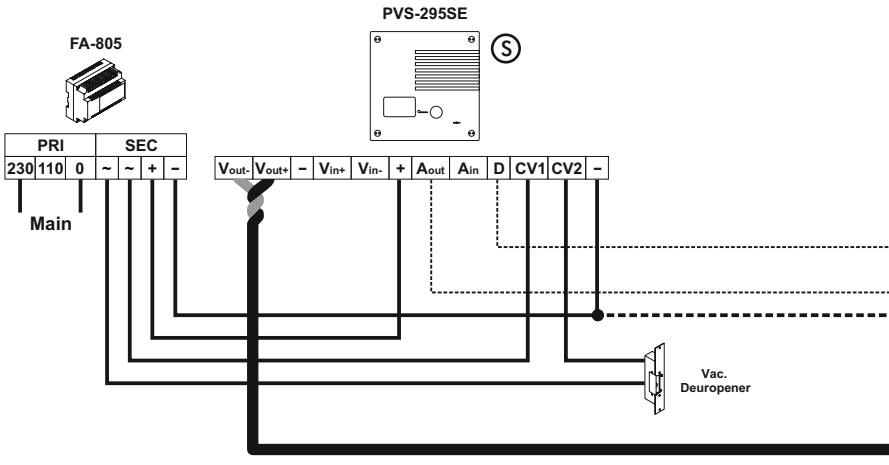 PVS-295SE
S
FA-805
PRI SEC
230 110 0 ~ ~ + –
Vout- Vout+ – Vin+ Vin- + Aout Ain D CV1 CV2 –
Main
Vac.
Deuropener